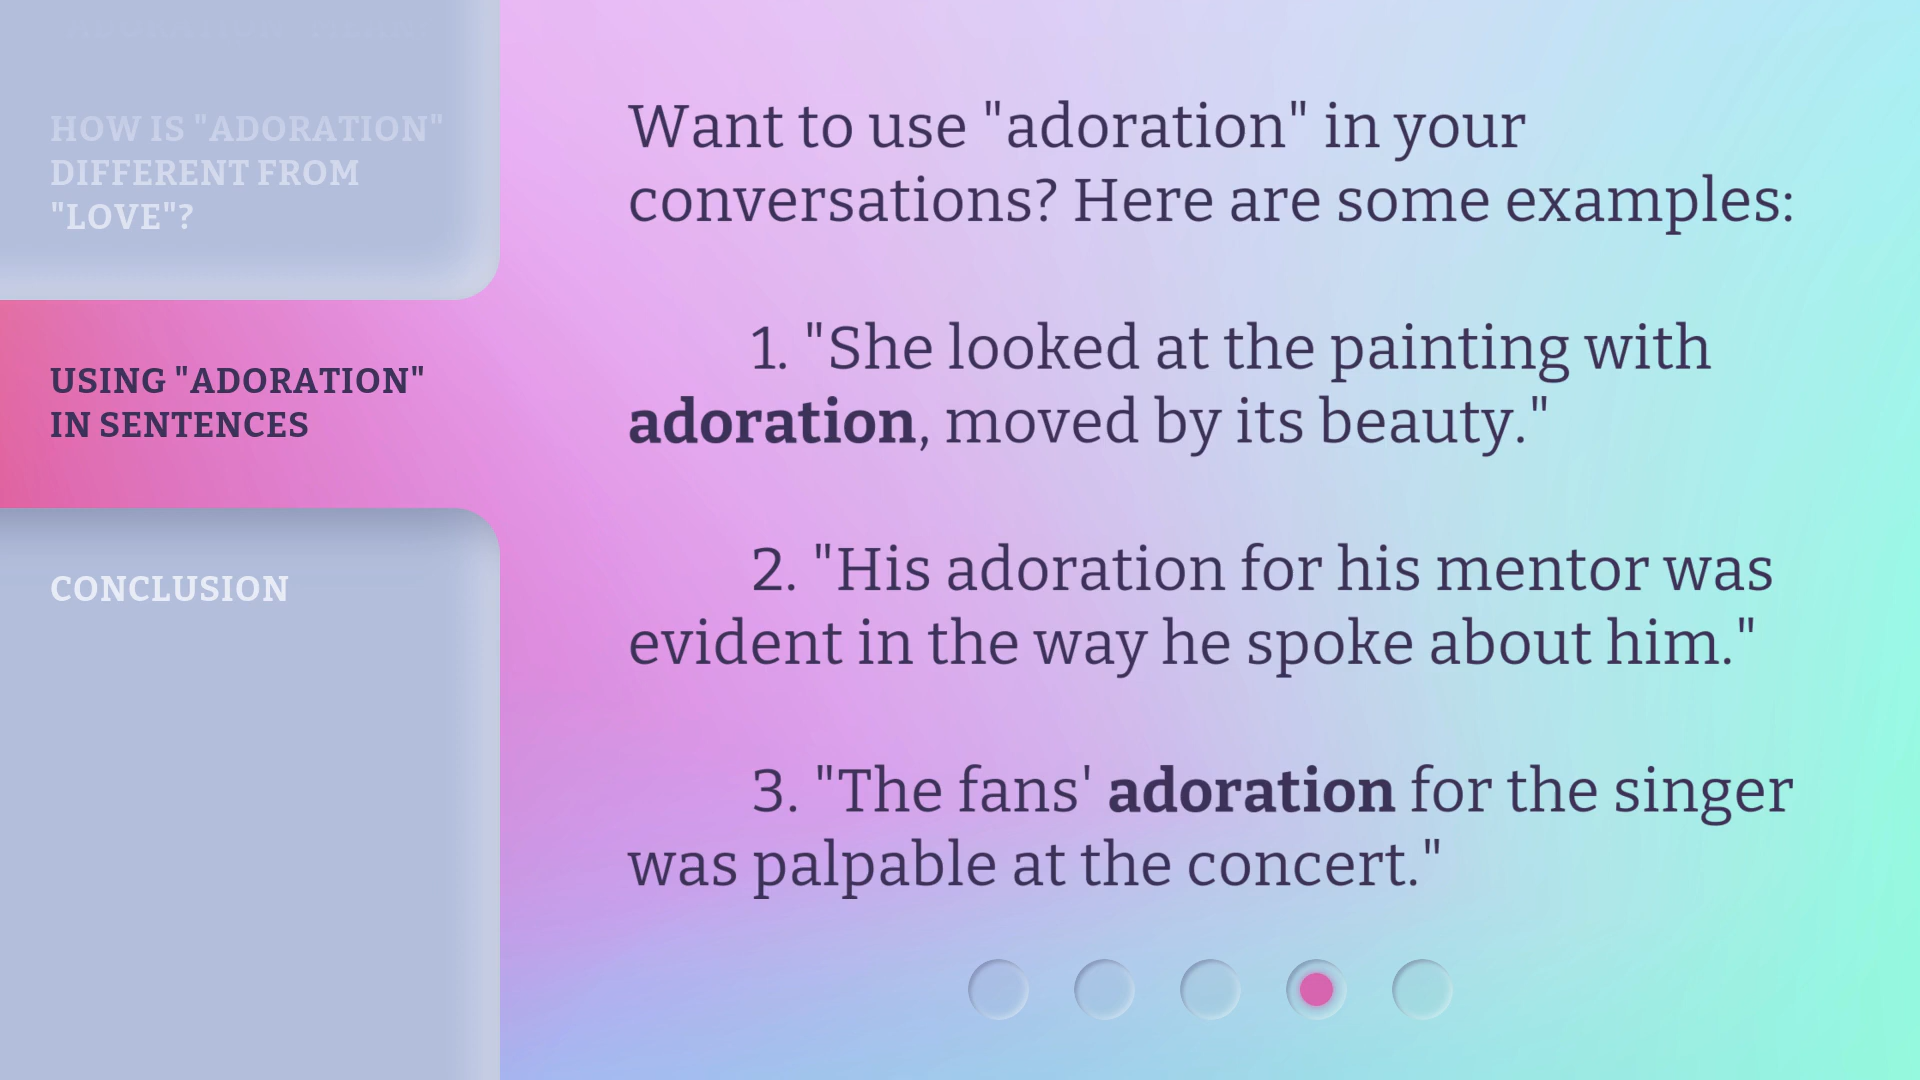 HOW IS "ADORATION"
DIFFERENT FROM
"LOVE"?
USING "ADORATION"
IN SENTENCES
CONCLUSION
Want to use "adoration" in your
conversations? Here are some examples:
1. "She looked at the painting with
adoration, moved by its beauty."
2. "His adoration for his mentor was
evident in the way he spoke about him."
3. "The fans' adoration for the singer
was palpable at the concert."